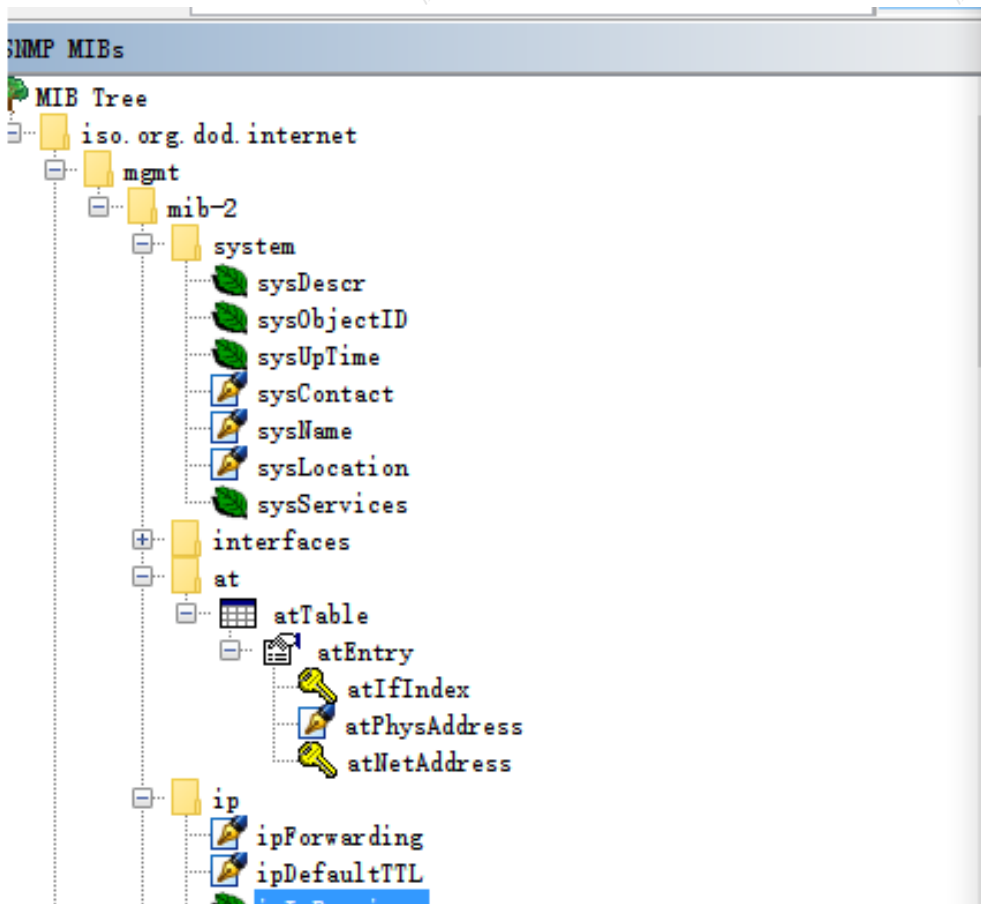 SNMP MIBs
MIB Tree
iso.org.dod.internet
mgmt
mib-2
system
sysDescr
sysObjectID
sysUpTime
sysContact
sysName
sysLocation
sysServices
interfaces
at
atTable
atEntry
atIfIndex
atPhysAddress
atNetAddress
ip
ipForwarding
ipDefaultTTL